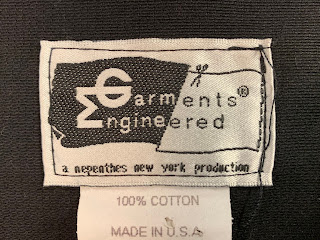 Garments®
Engineered
a nepenthes new york production
100% COTTON
MADE IN U.S.A